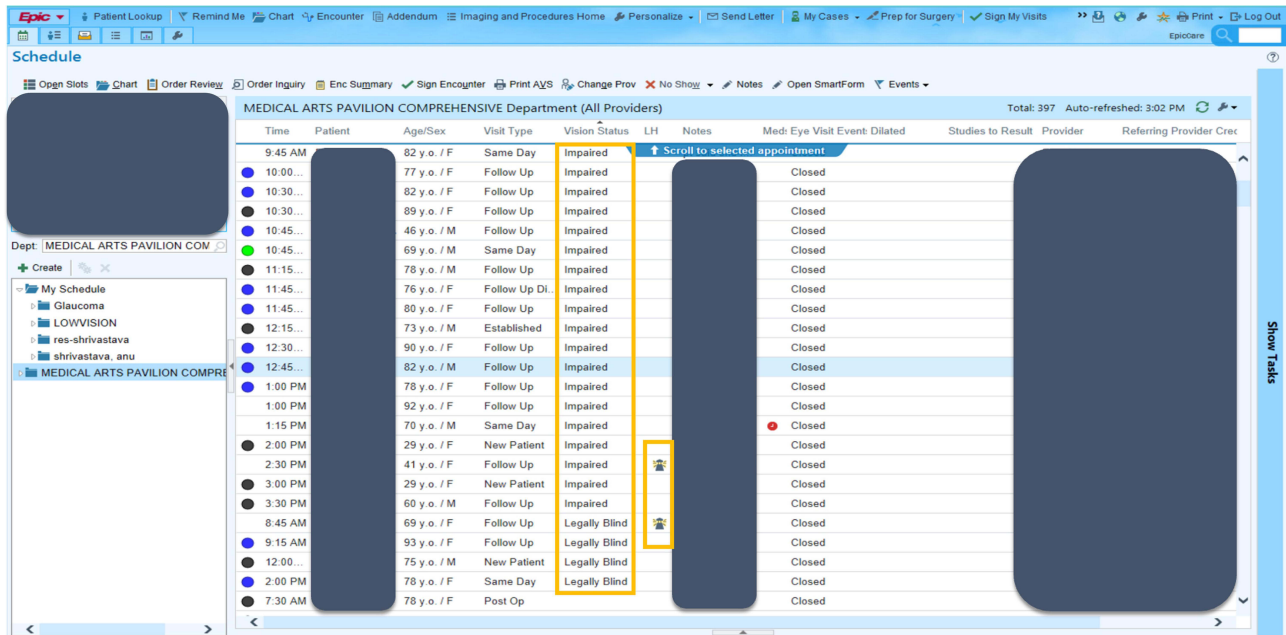 Epic Patient Lookup Remind Me Chart Encounter Addendum Imaging and Procedures Home Personalize Send Letter My Cases Prep for Surgery Sign My Visits Print Log Out
EpicCare
Schedule
Open Slots Chart Order Review Order Inquiry Enc Summary Sign Encounter Print AVS Change Prov No Show Notes Open SmartForm Events
MEDICAL ARTS PAVILION COMPREHENSIVE Department (All Providers) Total: 397 Auto-refreshed: 3:02 PM
Time Patient Age/Sex Visit Type Vision Status LH Notes Meds Eye Visit Event: Dilated Studies to Result Provider Referring Provider Crec
Scroll to selected appointment
9:45 AM 82 y.o. / F Same Day Impaired
10:00... 77 y.o. / F Follow Up Impaired Closed
10:30... 82 y.o. / F Follow Up Impaired Closed
10:30... 89 y.o. / F Follow Up Impaired Closed
10:45... 46 y.o. / M Follow Up Impaired Closed
10:45... 69 y.o. / M Same Day Impaired Closed
11:15... 78 y.o. / M Follow Up Impaired Closed
11:45... 76 y.o. / F Follow Up Di... Impaired Closed
11:45... 80 y.o. / F Follow Up Impaired Closed
12:15... 73 y.o. / M Established Impaired Closed
12:30... 90 y.o. / F Follow Up Impaired Closed
12:45... 82 y.o. / M Follow Up Impaired Closed
1:00 PM 78 y.o. / F Follow Up Impaired Closed
1:00 PM 92 y.o. / F Follow Up Impaired Closed
1:15 PM 70 y.o. / M Same Day Impaired Closed
2:00 PM 29 y.o. / F New Patient Impaired Closed
2:30 PM 41 y.o. / F Follow Up Impaired Closed
3:00 PM 29 y.o. / F New Patient Impaired Closed
3:30 PM 60 y.o. / M Follow Up Impaired Closed
8:45 AM 69 y.o. / F Follow Up Legally Blind Closed
9:15 AM 93 y.o. / F Follow Up Legally Blind Closed
12:00... 75 y.o. / M New Patient Legally Blind Closed
2:00 PM 78 y.o. / F Same Day Legally Blind Closed
7:30 AM 78 y.o. / F Post Op Closed
Dept: MEDICAL ARTS PAVILION COM
Create
My Schedule
Glaucoma
LOWVISION
res-shrivastava
shrivastava, anu
MEDICAL ARTS PAVILION COMPRE
Show Tasks